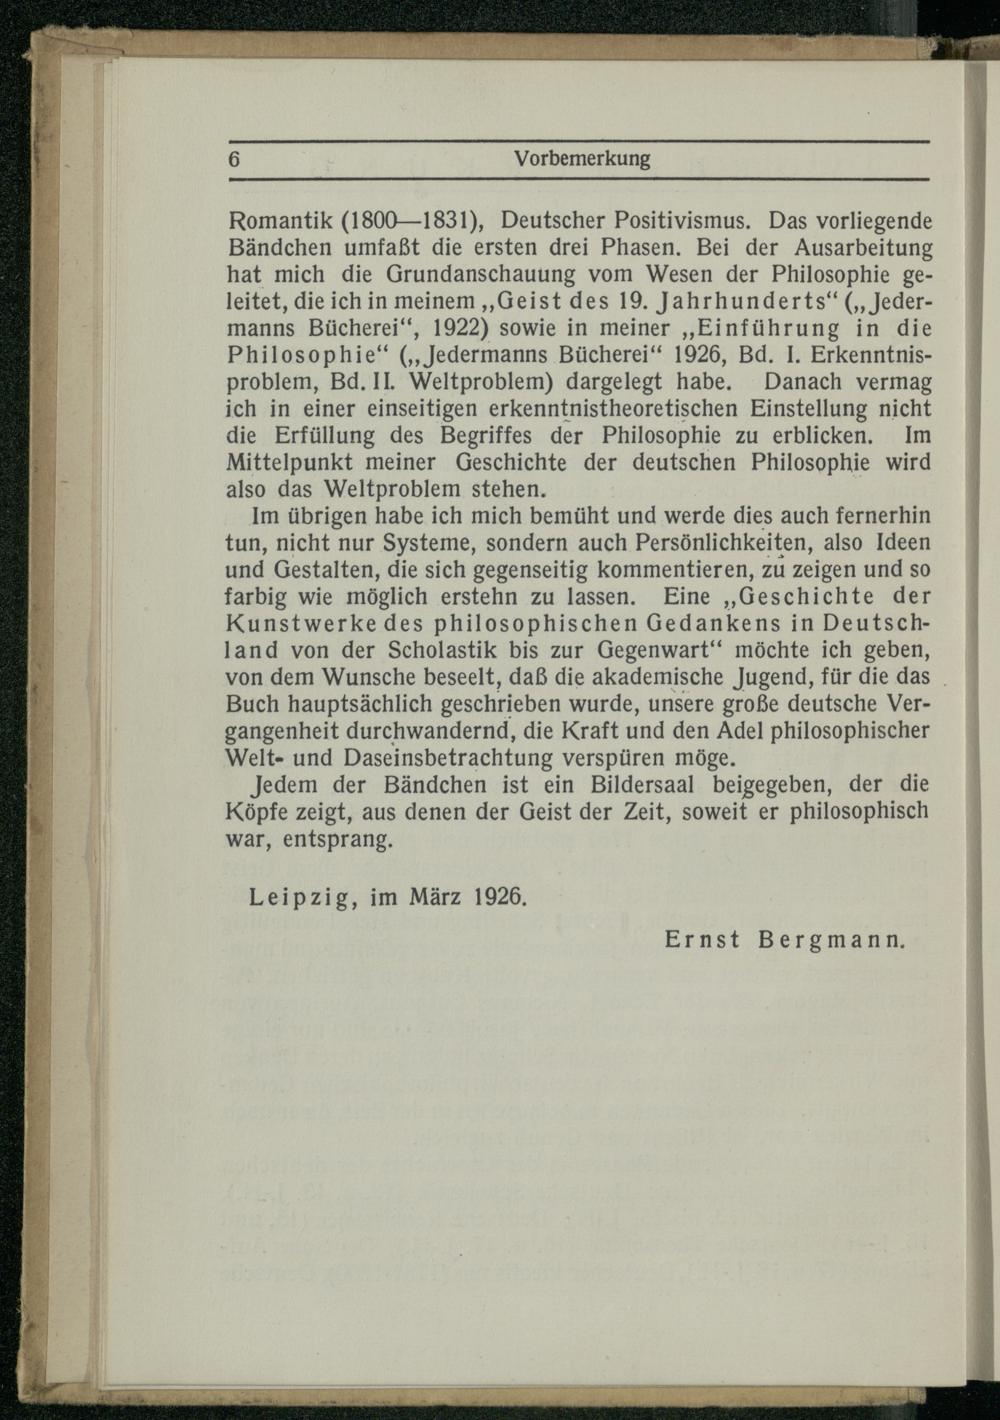 6 Vorbemerkung
Romantik (1800—1831), Deutscher Positivismus. Das vorliegende
Bändchen umfaßt die ersten drei Phasen. Bei der Ausarbeitung
hat mich die Grundanschauung vom Wesen der Philosophie ge-
leitet, die ich in meinem „Geist des 19. Jahrhunderts“ („Jeder-
manns Bücherei“, 1922) sowie in meiner „Einführung in die
Philosophie“ („Jedermanns Bücherei“ 1926, Bd. I. Erkenntnis-
problem, Bd. II. Weltproblem) dargelegt habe. Danach vermag
ich in einer einseitigen erkenntnistheoretischen Einstellung nicht
die Erfüllung des Begriffes der Philosophie zu erblicken. Im
Mittelpunkt meiner Geschichte der deutschen Philosophie wird
also das Weltproblem stehen.
Im übrigen habe ich mich bemüht und werde dies auch fernerhin
tun, nicht nur Systeme, sondern auch Persönlichkeiten, also Ideen
und Gestalten, die sich gegenseitig kommentieren, zu zeigen und so
farbig wie möglich erstehn zu lassen. Eine „Geschichte der
Kunstwerke des philosophischen Gedankens in Deutsch-
land von der Scholastik bis zur Gegenwart“ möchte ich geben,
von dem Wunsche beseelt, daß die akademische Jugend, für die das
Buch hauptsächlich geschrieben wurde, unsere große deutsche Ver-
gangenheit durchwandernd, die Kraft und den Adel philosophischer
Welt- und Daseinsbetrachtung verspüren möge.
Jedem der Bändchen ist ein Bildersaal beigegeben, der die
Köpfe zeigt, aus denen der Geist der Zeit, soweit er philosophisch
war, entsprang.
Leipzig, im März 1926.
Ernst Bergmann.